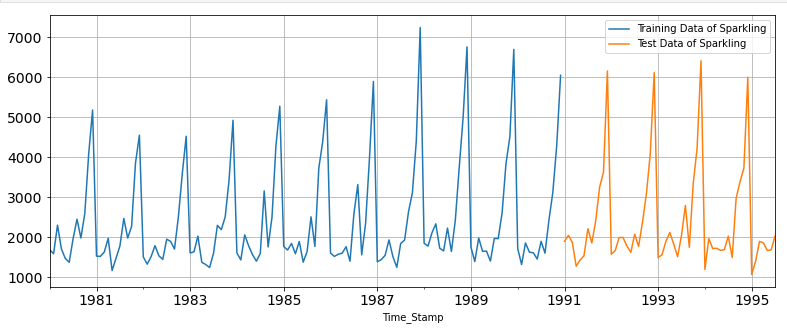 Training Data of Sparkling
Test Data of Sparkling
7000
6000
5000
4000
3000
2000
1000
1981 1983 1985 1987 1989 1991 1993 1995
Time_Stamp